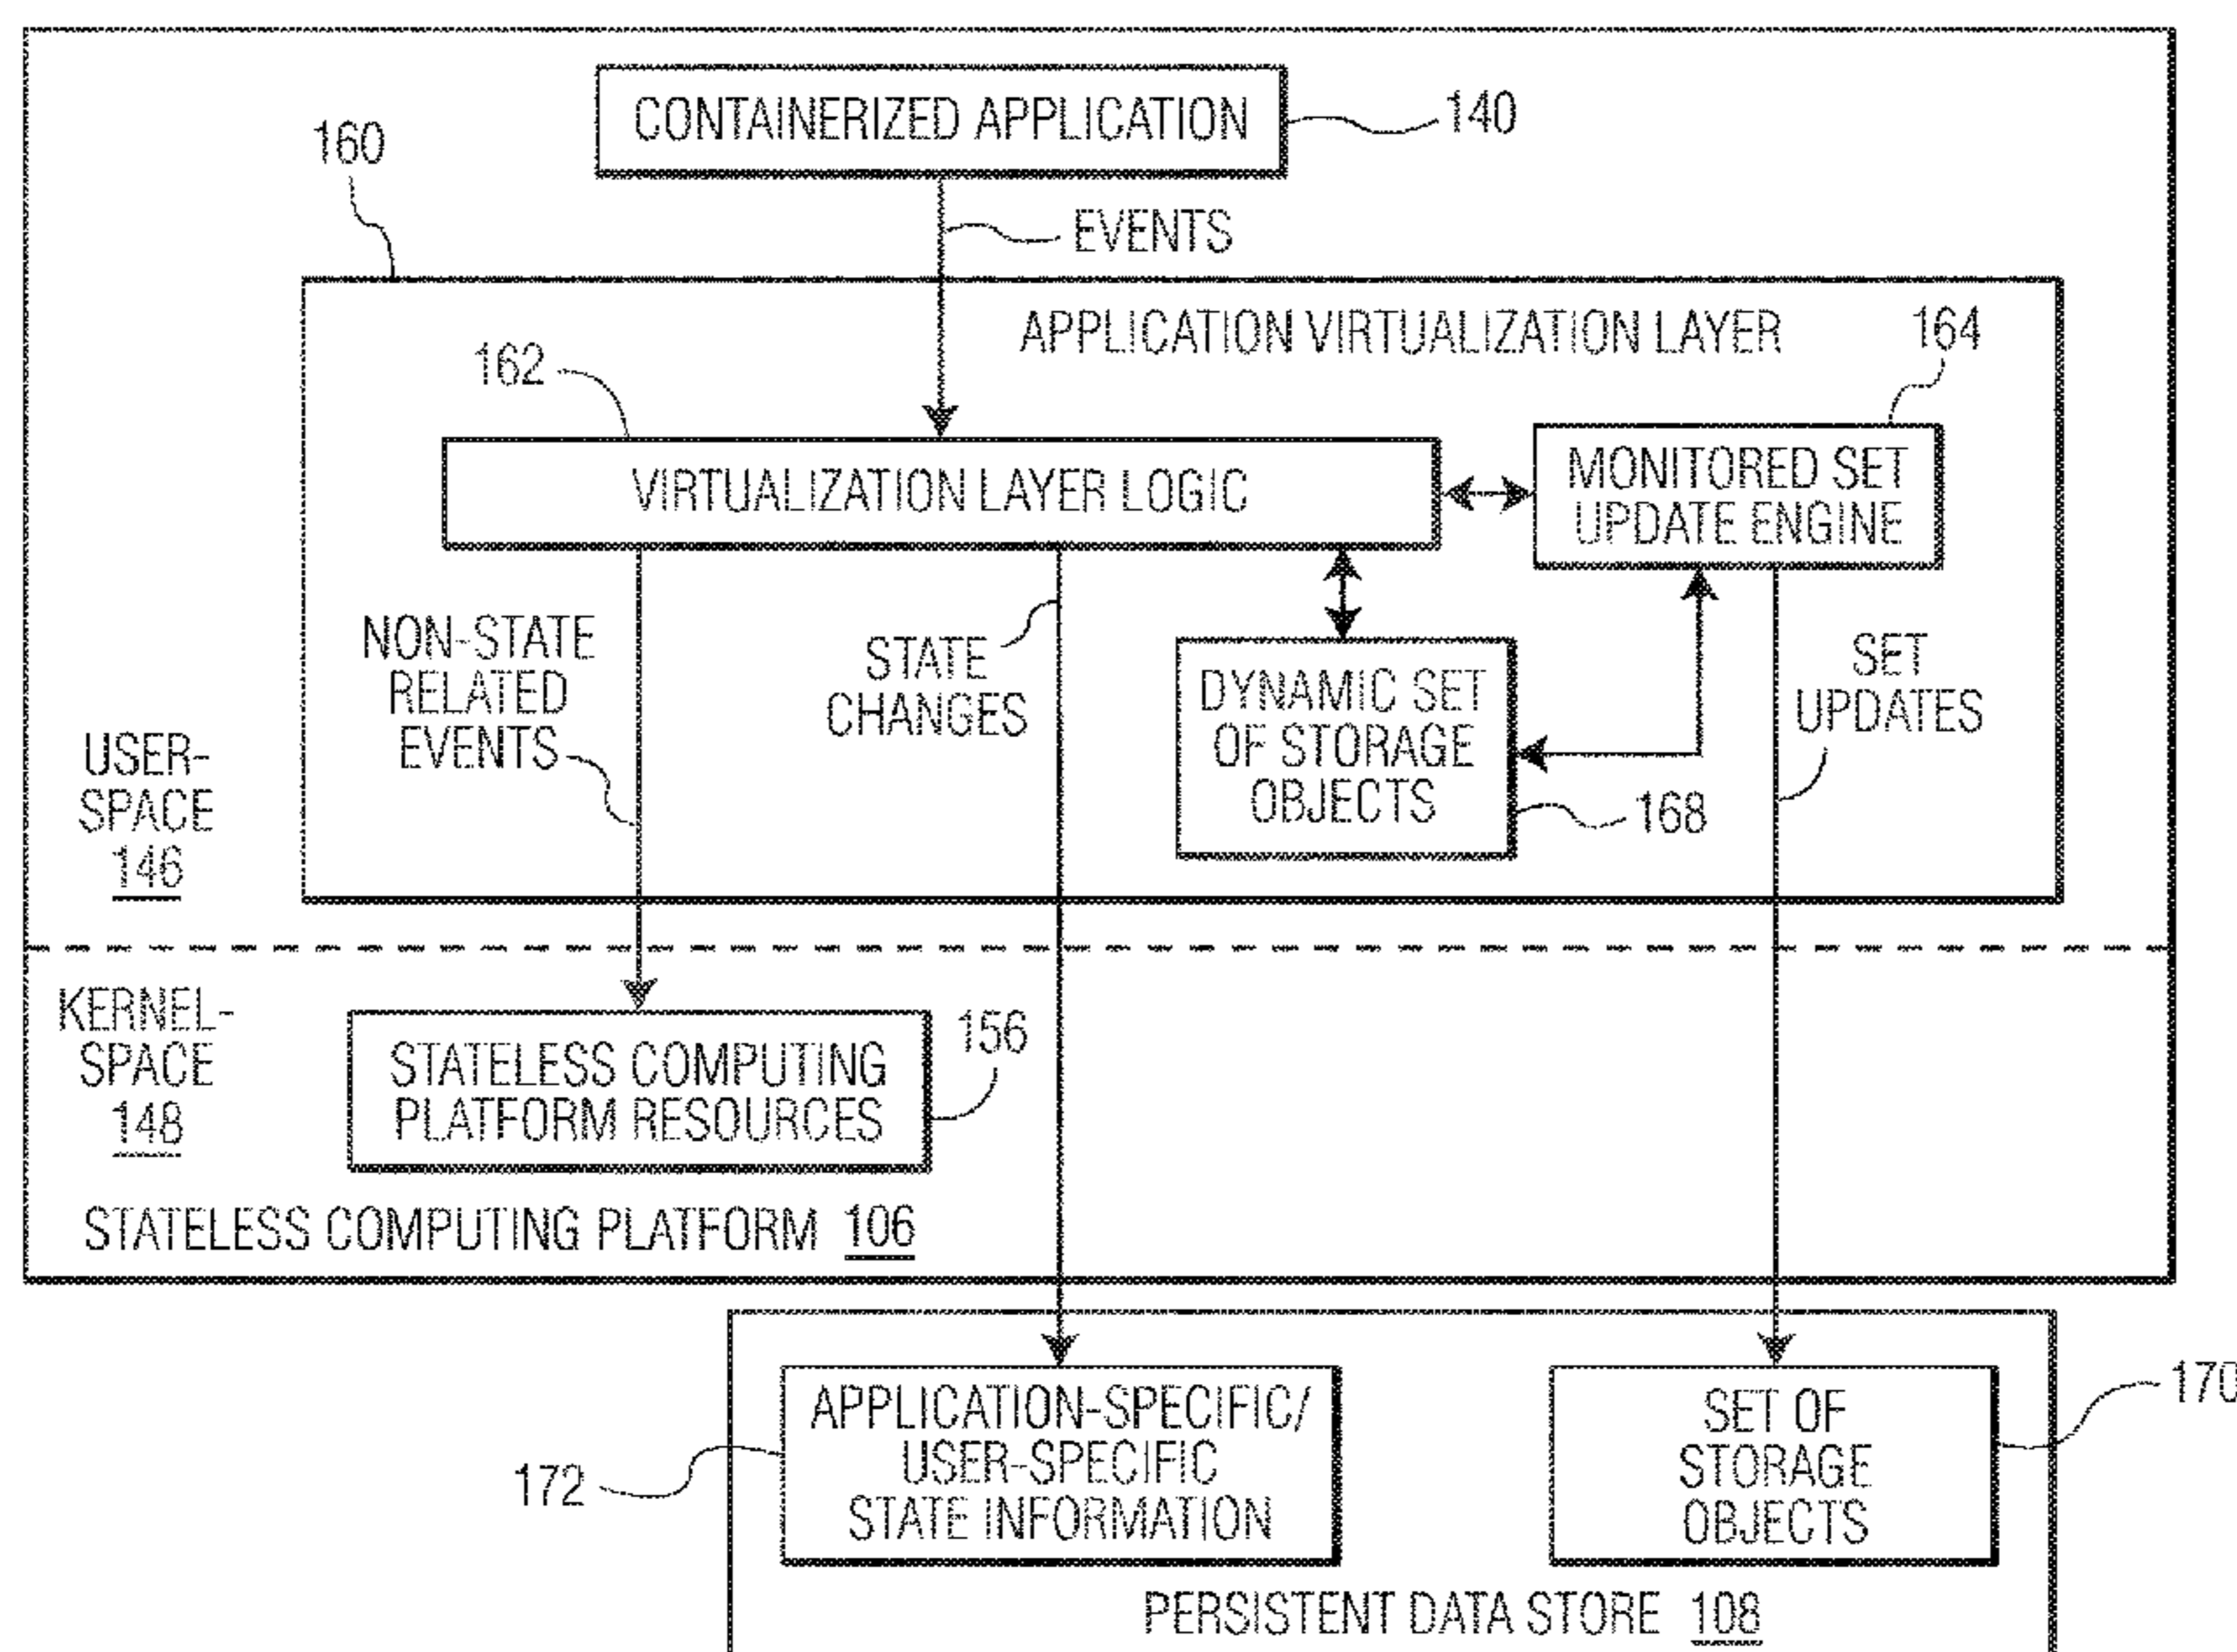 CONTAINERIZED APPLICATION
140
160
EVENTS
APPLICATION VIRTUALIZATION LAYER
164
162
VIRTUALIZATION LAYER LOGIC
MONITORED SET
UPDATE ENGINE
NON-STATE
RELATED
EVENTS
STATE
CHANGES
DYNAMIC SET
OF STORAGE
OBJECTS
168
SET
UPDATES
USER-
SPACE
146
KERNEL-
SPACE
148
STATELESS COMPUTING
PLATFORM RESOURCES
156
STATELESS COMPUTING PLATFORM 106
APPLICATION-SPECIFIC/
USER-SPECIFIC
STATE INFORMATION
172
SET OF
STORAGE
OBJECTS
170
PERSISTENT DATA STORE 108